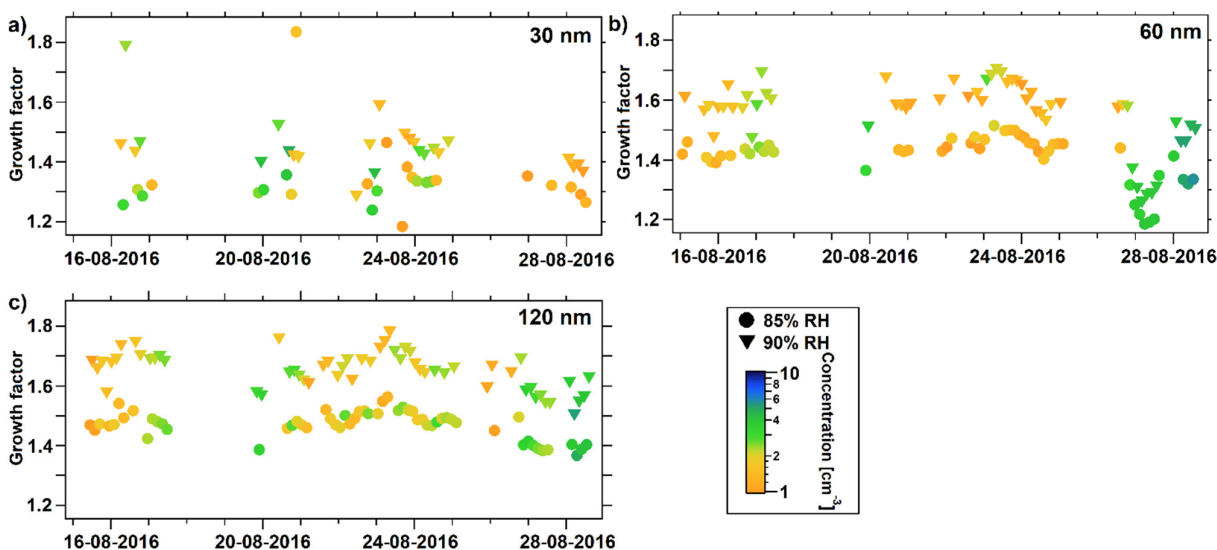 a)
30 nm
1.8
1.6
1.4
1.2
Growth factor
16-08-2016
20-08-2016
24-08-2016
28-08-2016
b)
60 nm
1.8
1.6
1.4
1.2
Growth factor
16-08-2016
20-08-2016
24-08-2016
28-08-2016
c)
120 nm
1.8
1.6
1.4
1.2
Growth factor
16-08-2016
20-08-2016
24-08-2016
28-08-2016
85% RH
90% RH
10
8
6
4
2
1
Concentration [cm-3]